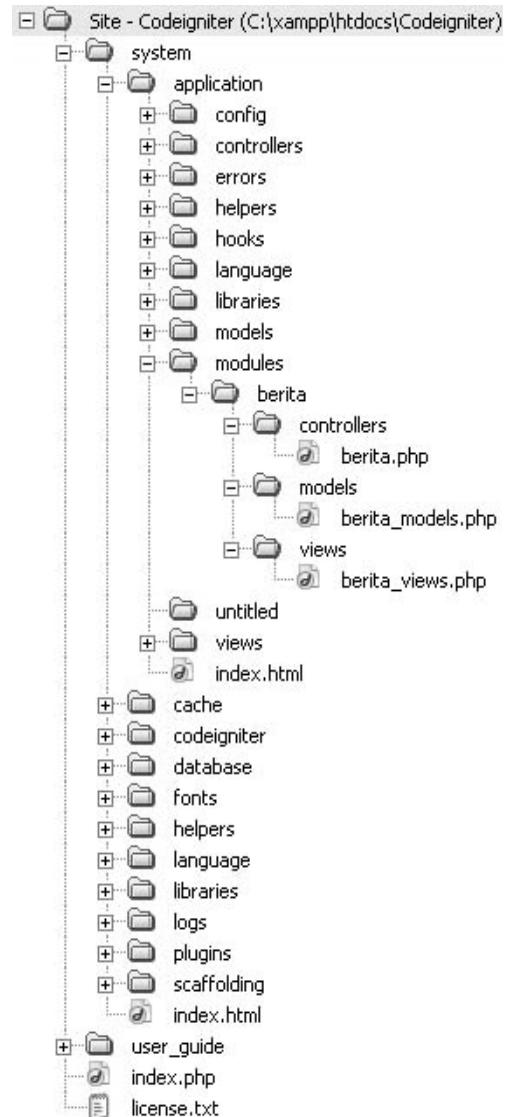 Site - Codeigniter (C:\xampp\htdocs\Codeigniter)
system
application
config
controllers
errors
helpers
hooks
language
libraries
models
modules
berita
controllers
berita.php
models
berita_models.php
views
berita_views.php
untitled
views
index.html
cache
codeigniter
database
fonts
helpers
language
libraries
logs
plugins
scaffolding
index.html
user_guide
index.php
license.txt